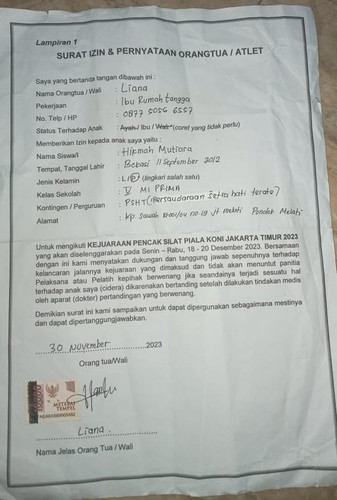 Lampiran 1
SURAT IZIN & PERNYATAAN ORANGTUA / ATLET
Saya yang bertanda tangan dibawah ini :
Nama Orangtua / Wali : Liana
Pekerjaan : Ibu Rumah tangga
No. Telp / HP : 0877 5056 6557
Status Terhadap Anak : Ayah / Ibu / Wali *(coret yang tidak perlu)
Memberikan Izin kepada anak saya yaitu :
Nama Siswa/i : Hikmah Mutiara
Tempat, Tanggal Lahir : Bekasi 11 September 2012
Jenis Kelamin : L / P (lingkari salah satu)
Kelas Sekolah : V MI PRIMA
Kontingen / Perguruan : PSHT (Persaudaraan Setia hati terate)
Alamat : Kp. Sawah no 19 Jt melati Pondok Melati
Untuk mengikuti KEJUARAAN PENCAK SILAT PIALA KONI JAKARTA TIMUR 2023
yang akan diselenggarakan pada Senin – Rabu, 18 - 20 Desember 2023. Bersamaan
dengan ini kami menyatakan dukungan dan tanggung jawab sepenuhnya terhadap
kelancaran jalannya kejuaraan yang dimaksud dan tidak akan menuntut panitia
Pelaksana atau Pelatih kepihak berwenang jika seandainya terjadi sesuatu hal
terhadap anak saya (cidera) dikarenakan bertanding setelah dilakukan tindakan medis
oleh aparat (dokter) pertandingan yang berwenang.
Demikian surat ini kami sampaikan untuk dapat dipergunakan sebagaimana mestinya
dan dapat dipertanggungjawabkan.
30 November 2023
Orang tua/Wali
10000
METERAI
TEMPEL
Liana.
Nama Jelas Orang Tua / Wali